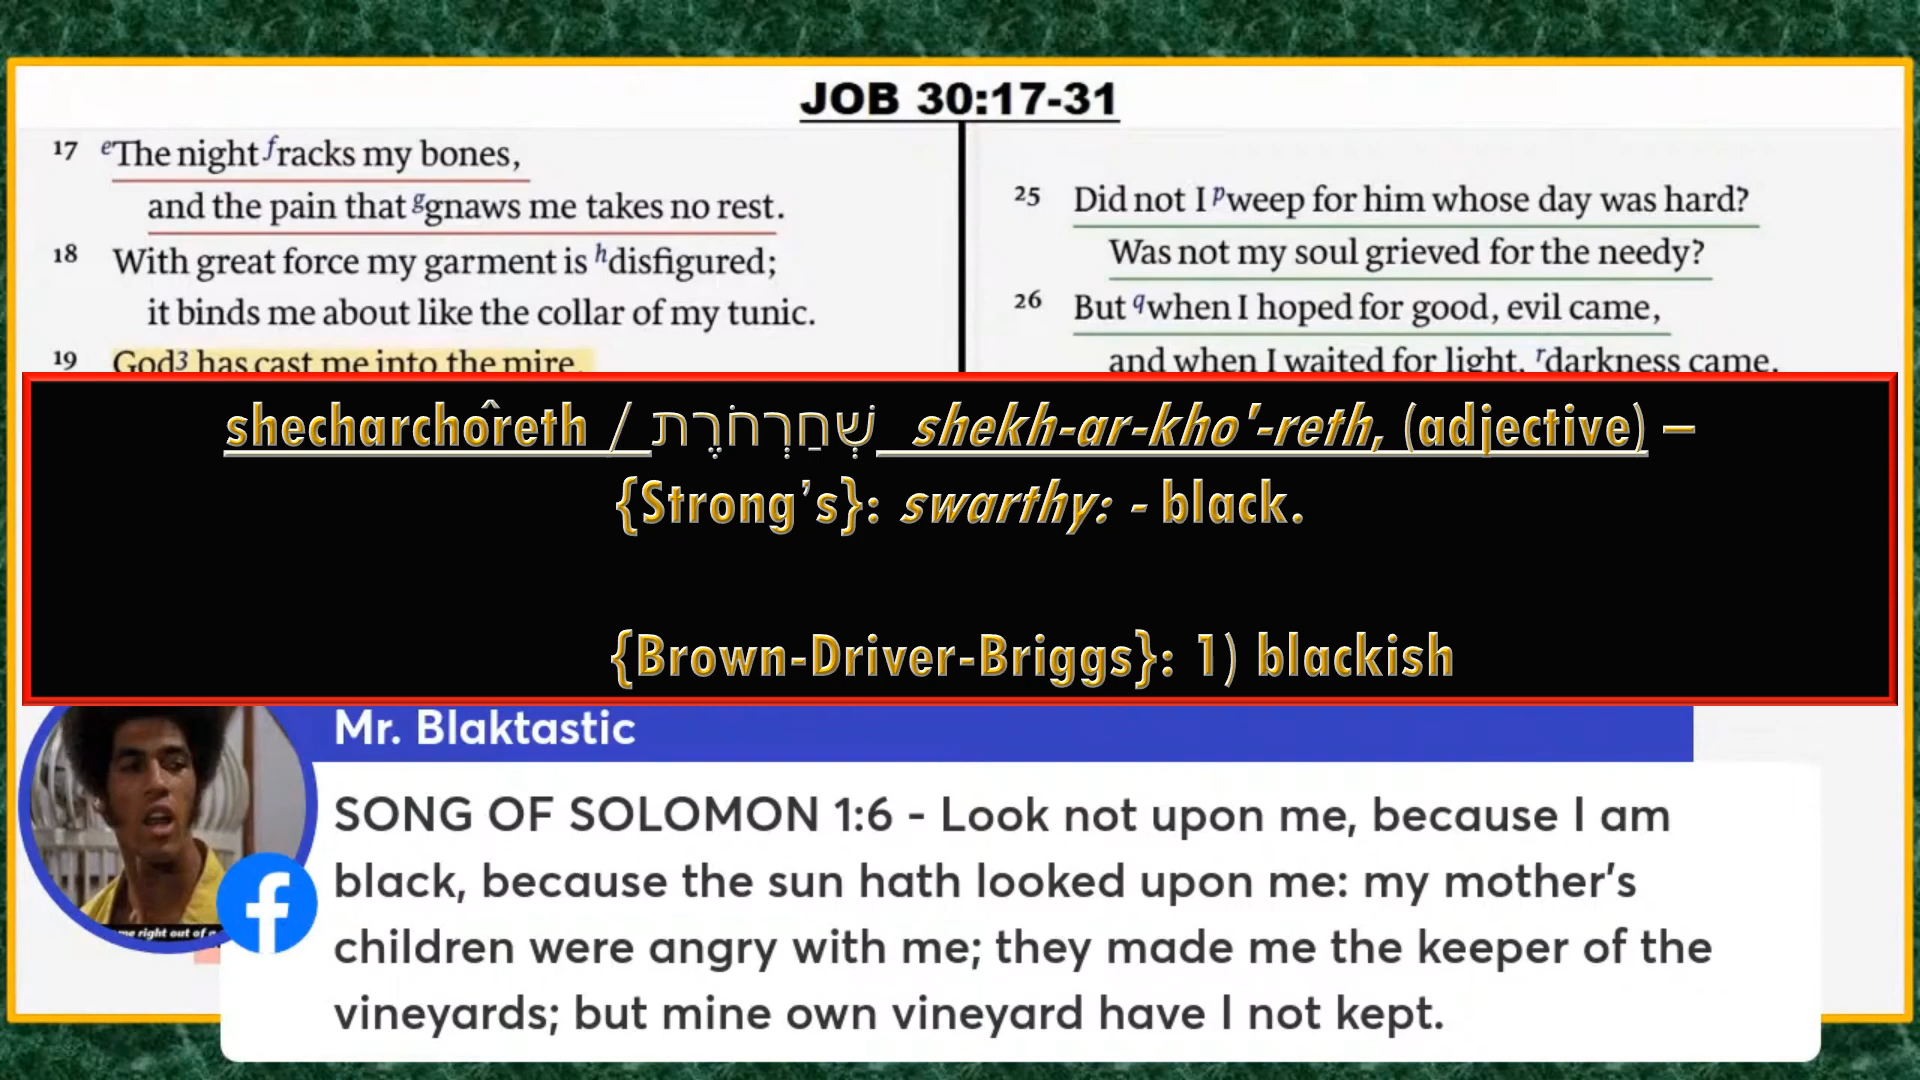 JOB 30:17-31
17 eThe night fracks my bones,
and the pain that ggnaws me takes no rest.
18 With great force my garment is hdisfigured;
it binds me about like the collar of my tunic.
19 God3 has cast me into the mire,
25 Did not I pweep for him whose day was hard?
Was not my soul grieved for the needy?
26 But qwhen I hoped for good, evil came,
and when I waited for light, rdarkness came.
shecharchôreth / שְׁחַרְחֹרֶת shekh-ar-kho'-reth, (adjective) –
{Strong’s}: swarthy: - black.
{Brown-Driver-Briggs}: 1) blackish
Mr. Blaktastic
SONG OF SOLOMON 1:6 - Look not upon me, because I am
black, because the sun hath looked upon me: my mother's
children were angry with me; they made me the keeper of the
vineyards; but mine own vineyard have I not kept.
me right out of